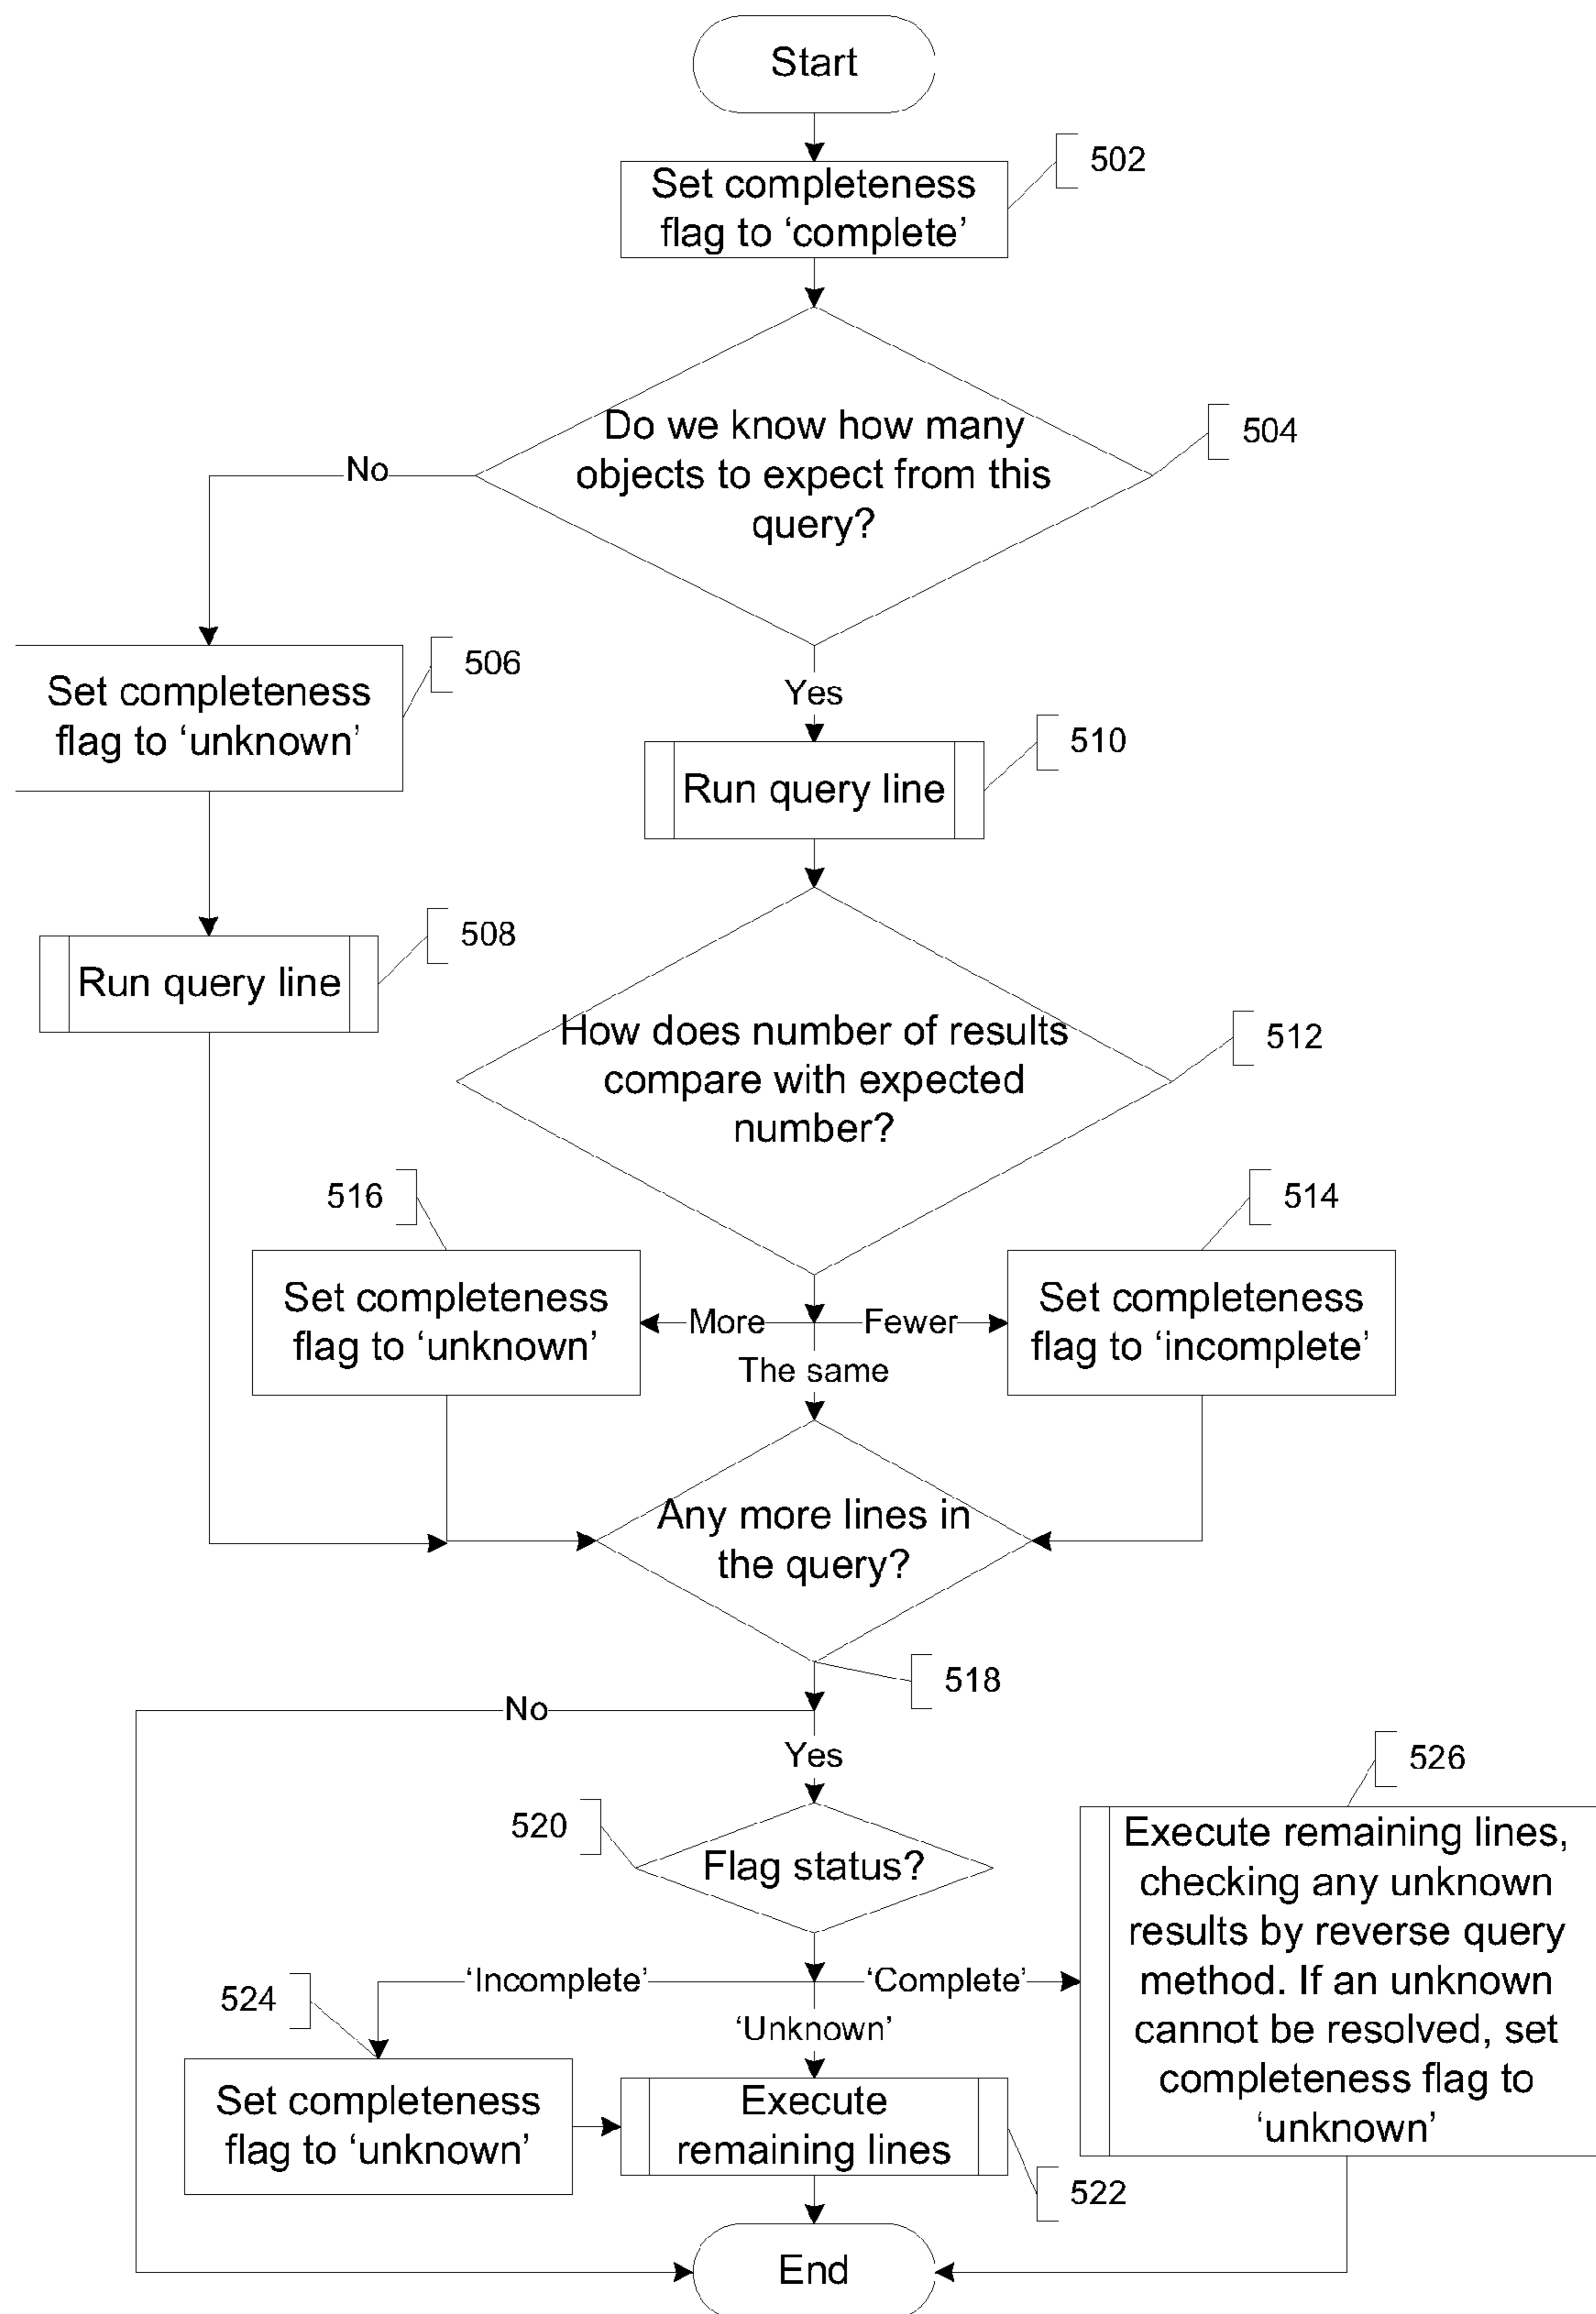 Start
502
Set completeness
flag to ‘complete’
Do we know how many
objects to expect from this
query?
504
No
506
Set completeness
flag to ‘unknown’
Yes
510
Run query line
508
Run query line
How does number of results
compare with expected
number?
512
516
514
Set completeness
flag to ‘unknown’
More
Fewer
Set completeness
flag to ‘incomplete’
The same
Any more lines in
the query?
518
No
Yes
526
520
Flag status?
Execute remaining lines,
checking any unknown
results by reverse query
method. If an unknown
cannot be resolved, set
completeness flag to
‘unknown’
‘Incomplete’
‘Complete’
524
‘Unknown’
Set completeness
flag to ‘unknown’
Execute
remaining lines
522
End